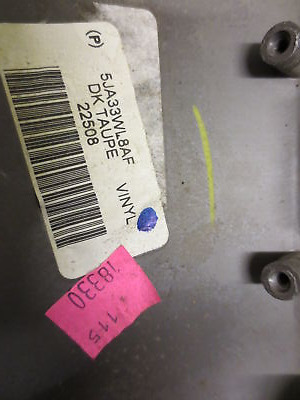 (P)
5JA33WL8AF
VINYL
DK TAUPE
22508
18330
115